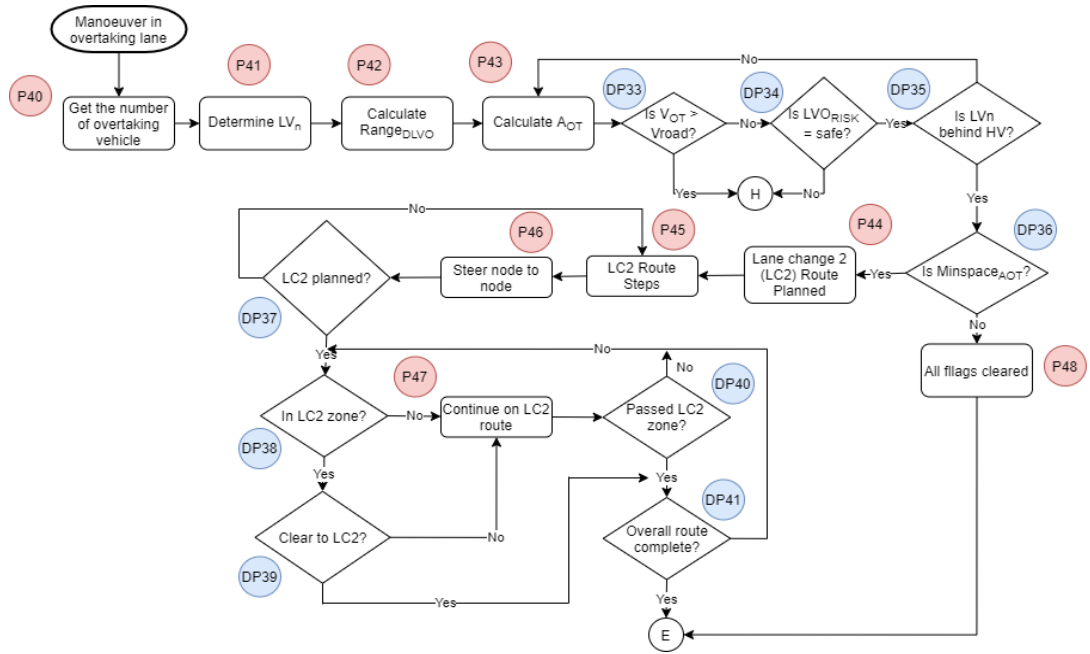 Manoeuver in
overtaking lane
P40
Get the number
of overtaking
vehicle
P41
Determine LVn
P42
Calculate
RangeDLVO
P43
Calculate AOT
DP33
Is VOT >
Vroad?
No
Yes
DP34
Is LVORISK
= safe?
No
Yes
H
DP35
Is LVn
behind HV?
No
Yes
DP36
Is MinspaceAOT?
Yes
No
P44
Lane change 2
(LC2) Route
Planned
P45
LC2 Route
Steps
P46
Steer node to
node
LC2 planned?
No
DP37
Yes
All fllags cleared
P48
In LC2 zone?
DP38
No
Yes
P47
Continue on LC2
route
Passed LC2
zone?
DP40
No
No
Yes
Clear to LC2?
DP39
No
Yes
Overall route
complete?
DP41
Yes
E